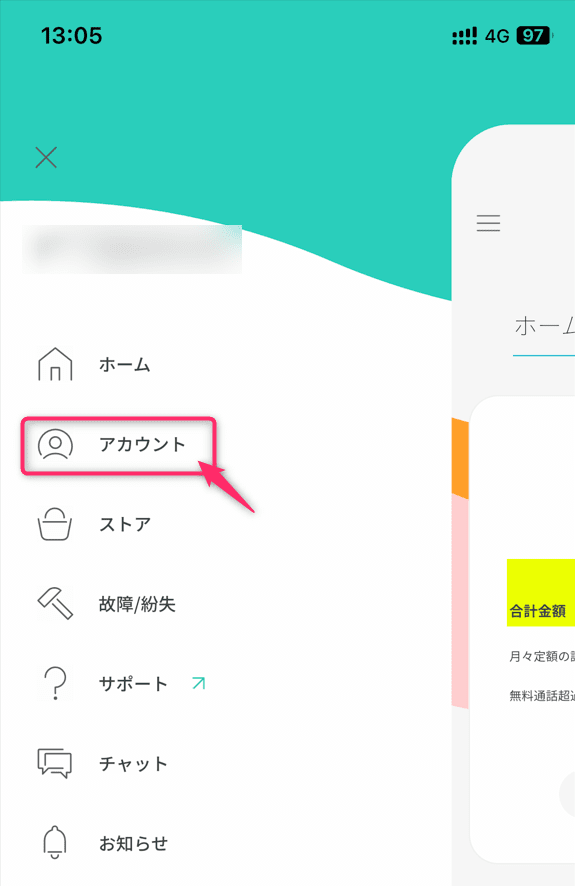 13:05
4G 97
ホーム
ホーム
アカウント
ストア
故障/紛失
合計金額
月々定額の
サポート
無料通話超
チャット
お知らせ